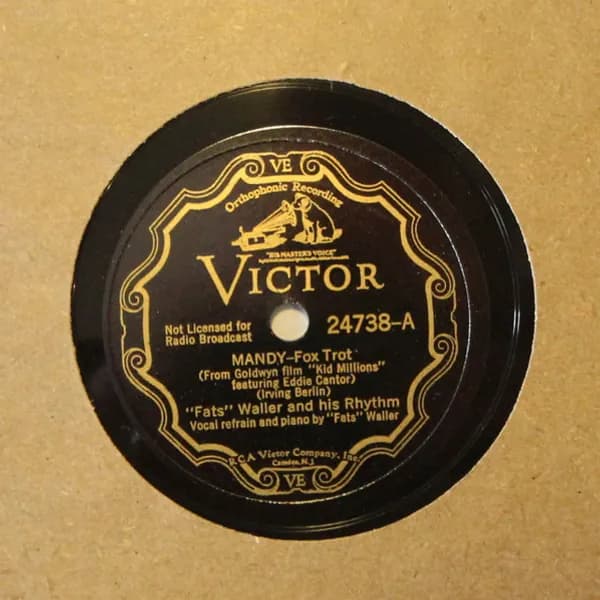 VE
Orthophonic Recording
"HIS MASTER'S VOICE"
VICTOR
Not Licensed for
Radio Broadcast
24738-A
MANDY-Fox Trot
(From Goldwyn film "Kid Millions"
featuring Eddie Cantor)
(Irving Berlin)
"Fats" Waller and his Rhythm
Vocal refrain and piano by "Fats" Waller
RCA Victor Company, Inc.
Camden, N.J.
VE